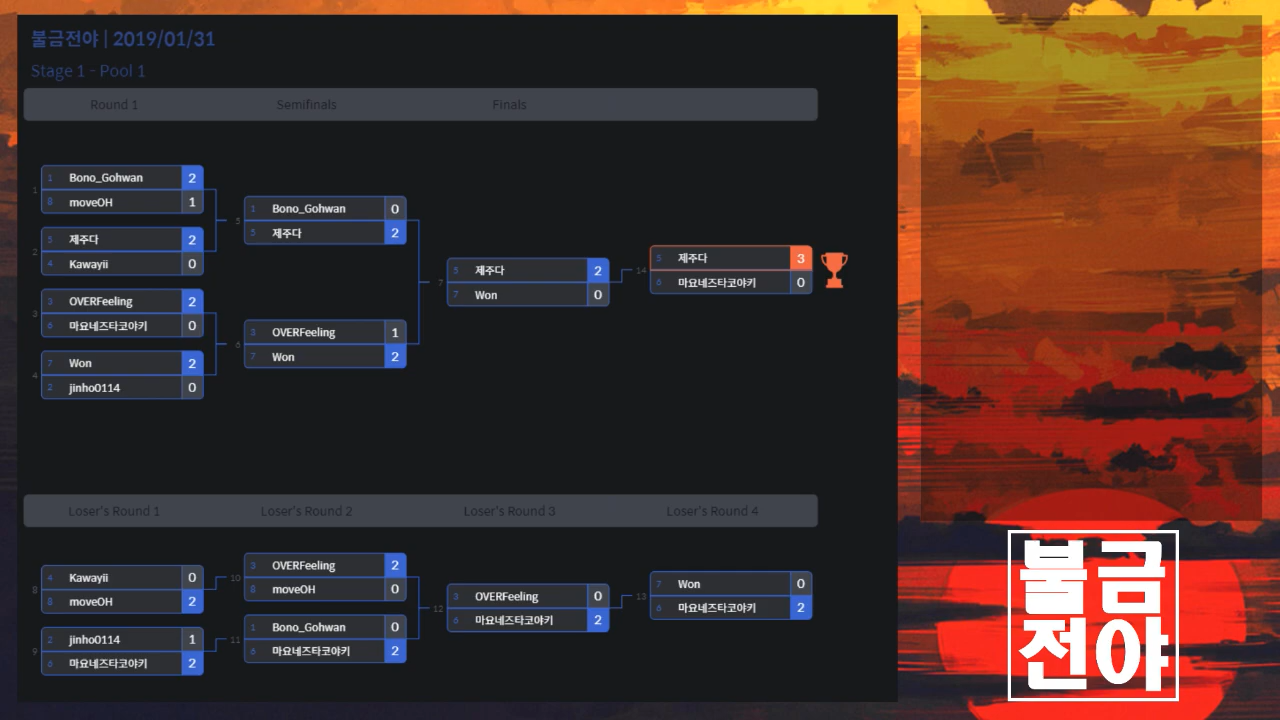 불금전야 | 2019/01/31
Stage 1 - Pool 1
Round 1 Semifinals Finals
1
1 Bono_Gohwan 2
8 moveOH 1
2
5 제주다 2
4 Kawayii 0
3
3 OVERFeeling 2
6 마요네즈타코야키 0
4
7 Won 2
2 jinho0114 0
5
1 Bono_Gohwan 0
5 제주다 2
6
3 OVERFeeling 1
7 Won 2
7
5 제주다 2
7 Won 0
14
5 제주다 3
6 마요네즈타코야키 0
Loser's Round 1 Loser's Round 2 Loser's Round 3 Loser's Round 4
8
4 Kawayii 0
8 moveOH 2
9
2 jinho0114 1
6 마요네즈타코야키 2
10
3 OVERFeeling 2
8 moveOH 0
11
1 Bono_Gohwan 0
6 마요네즈타코야키 2
12
3 OVERFeeling 0
6 마요네즈타코야키 2
13
7 Won 0
6 마요네즈타코야키 2
불금
전야